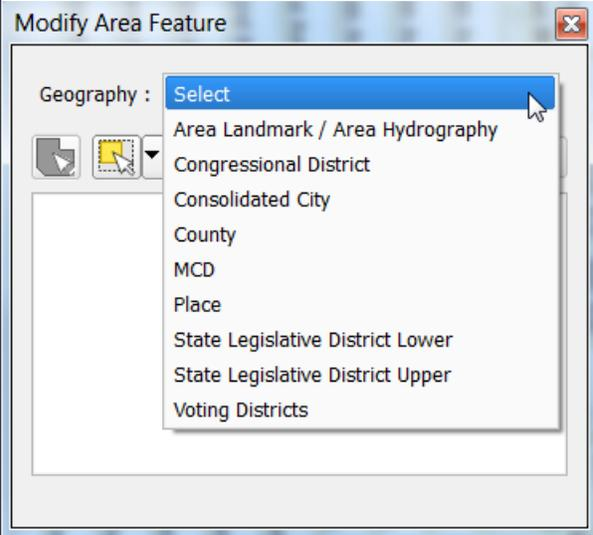 Modify Area Feature
Geography : Select
Area Landmark / Area Hydrography
Congressional District
Consolidated City
County
MCD
Place
State Legislative District Lower
State Legislative District Upper
Voting Districts